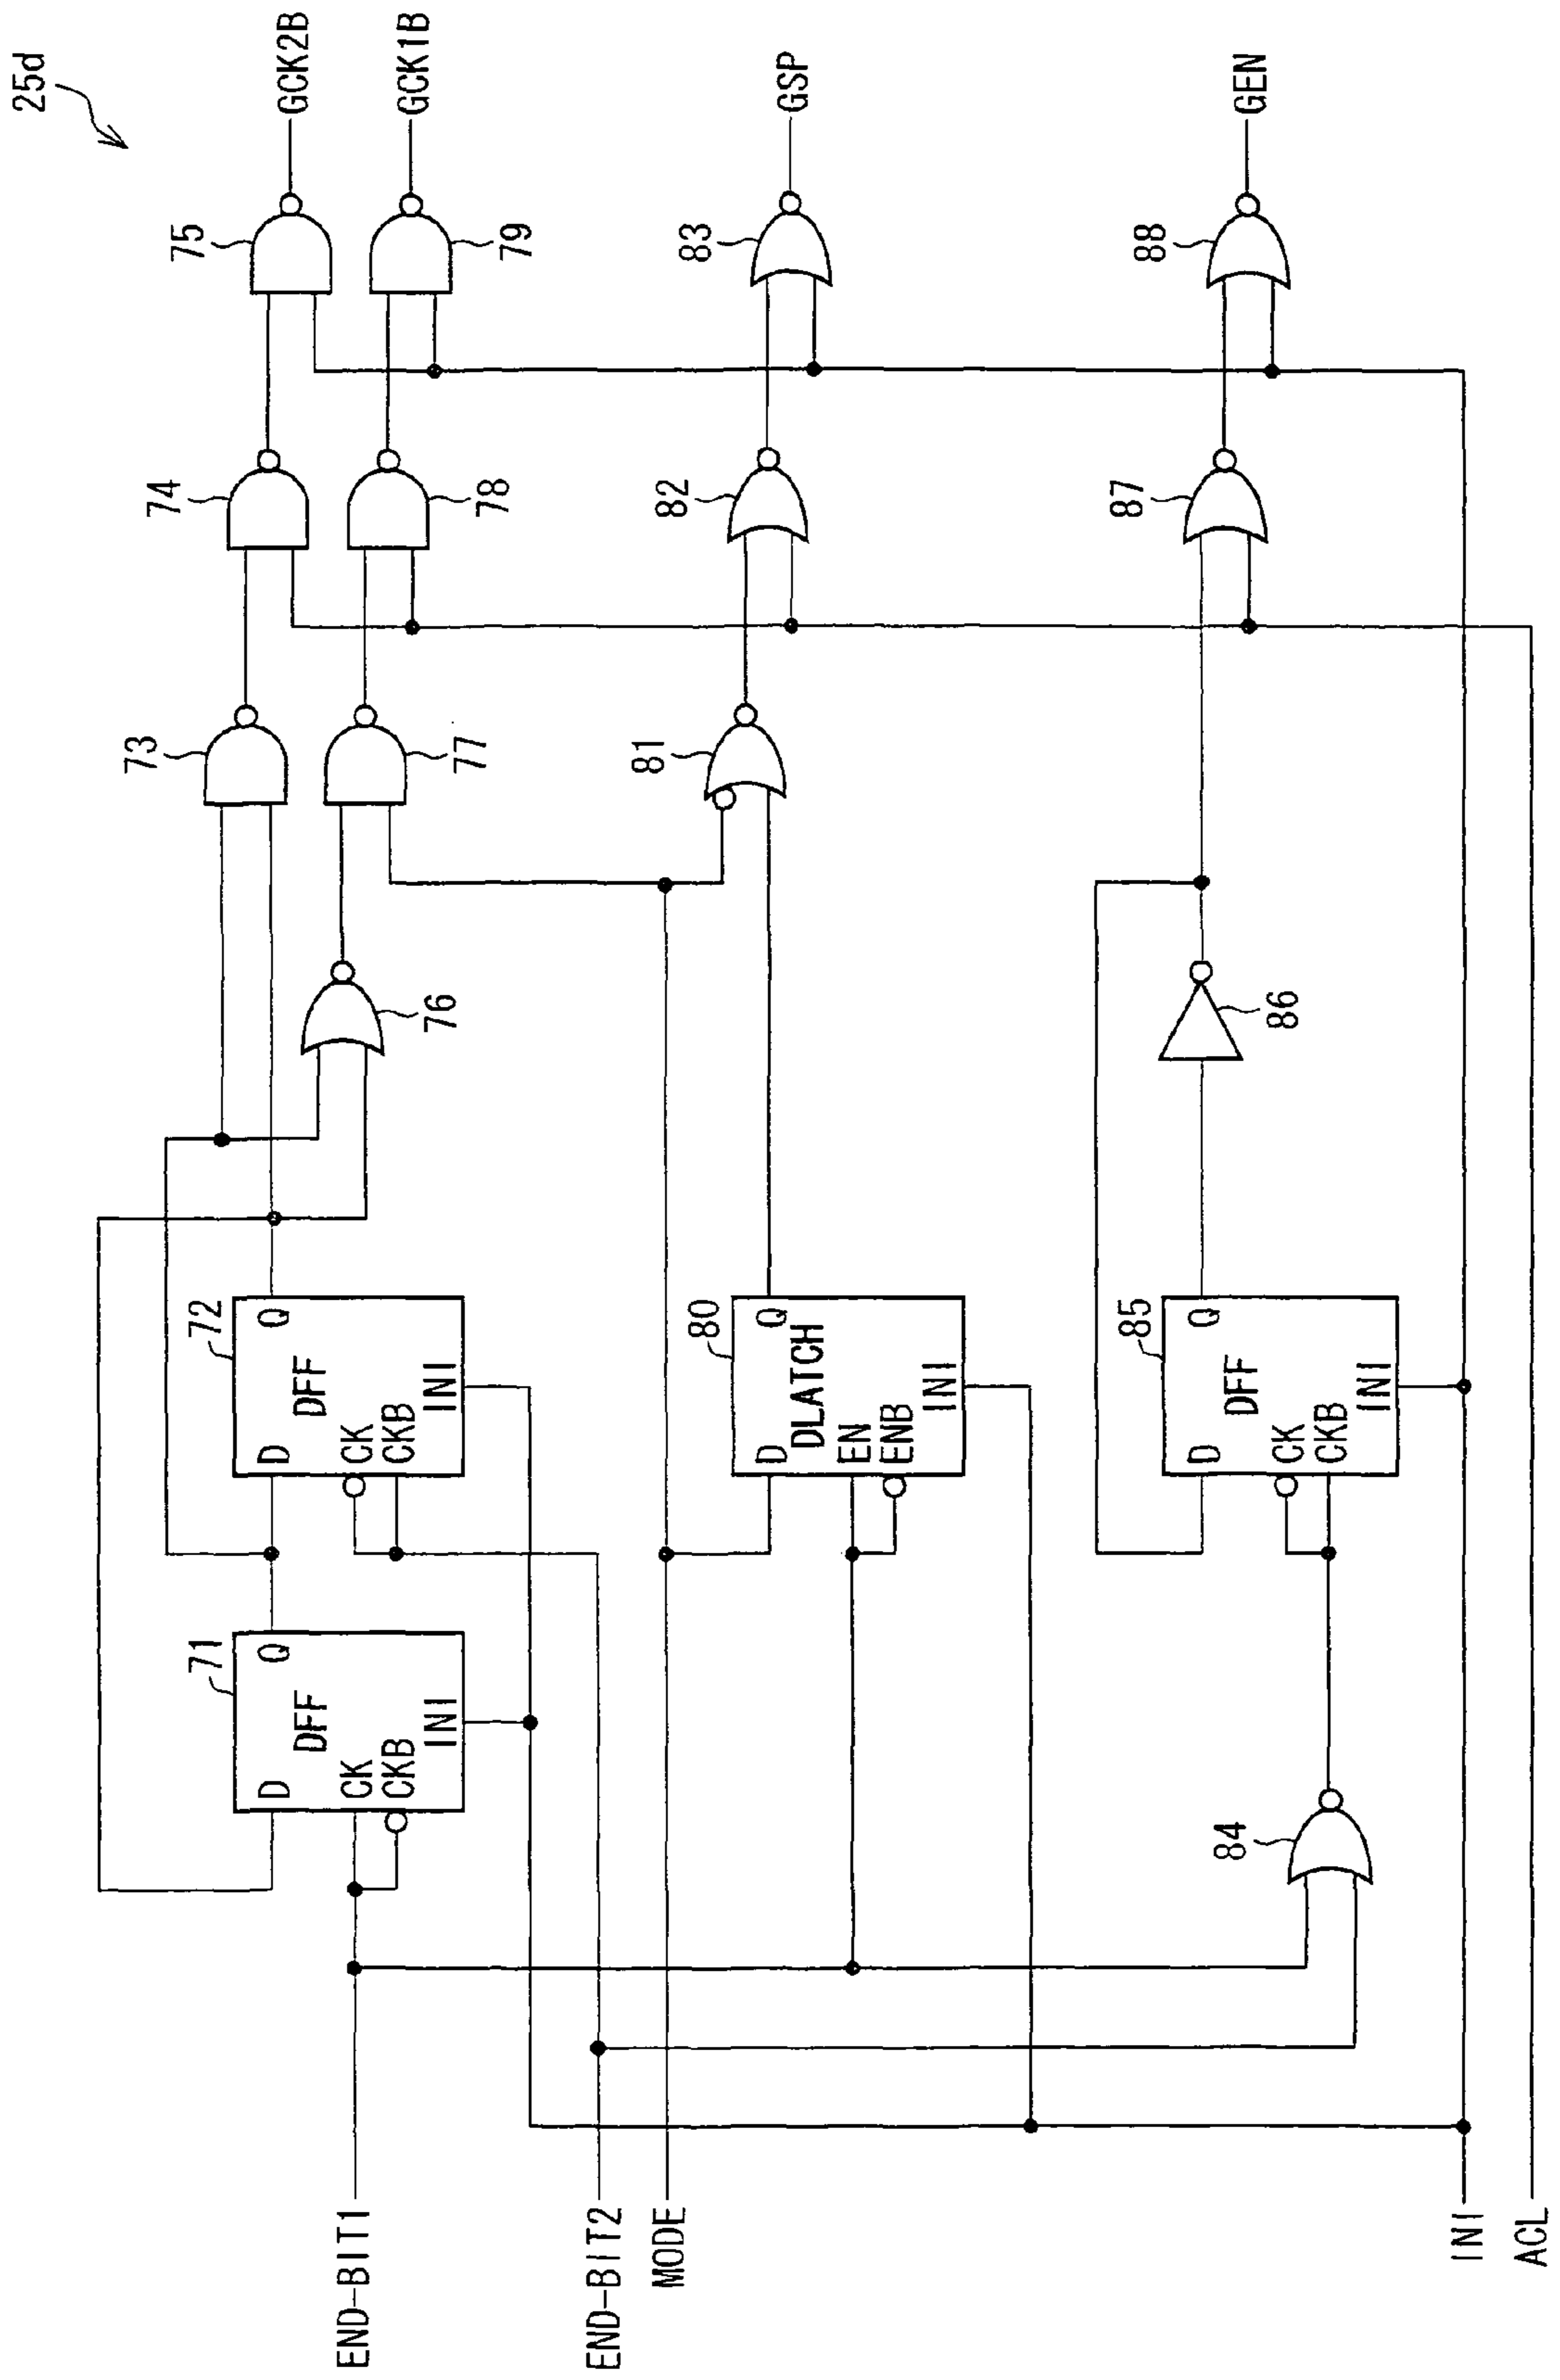 25d
END-BIT1
END-BIT2
MODE
INI
ACL
71
D
DFF
Q
CK
CKB
INI
72
D
DFF
Q
CK
CKB
INI
73
74
75
GCK2B
76
77
78
79
GCK1B
80
D
Q
DLATCH
EN
ENB
INI
81
82
83
GSP
84
85
D
DFF
Q
CK
CKB
INI
86
87
88
GEN